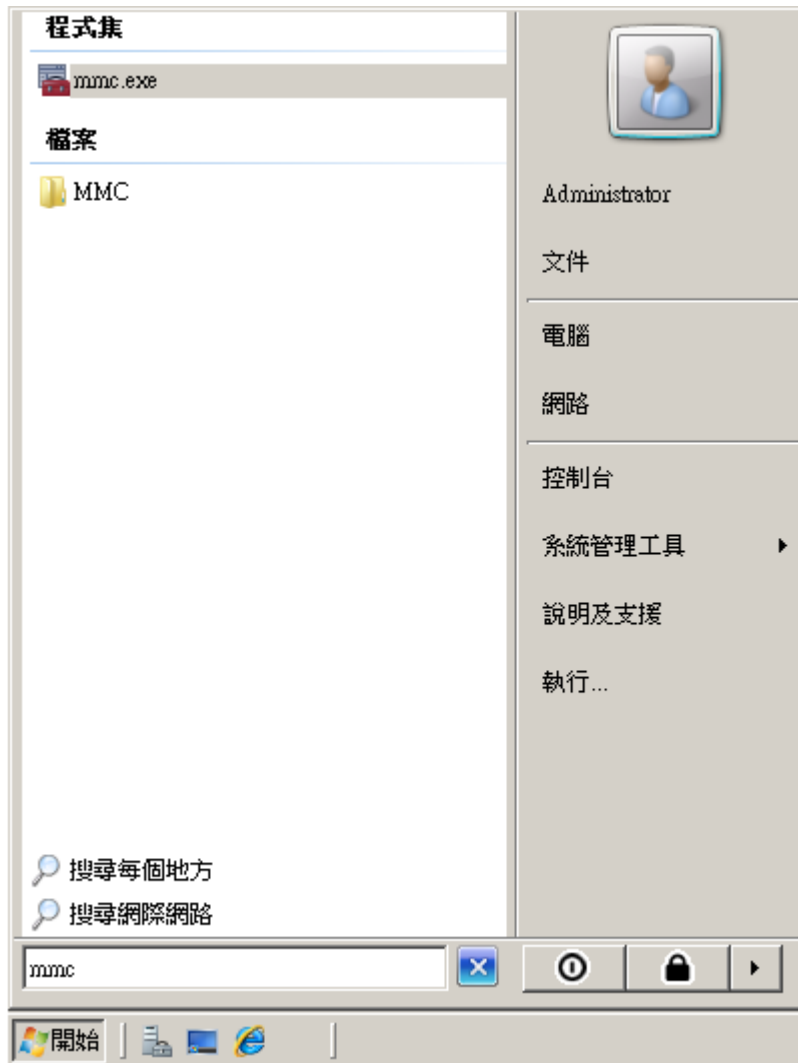 程式集
mmc.exe
檔案
MMC
搜尋每個地方
搜尋網際網路
mmc
Administrator
文件
電腦
網路
控制台
系統管理工具
說明及支援
執行...
開始